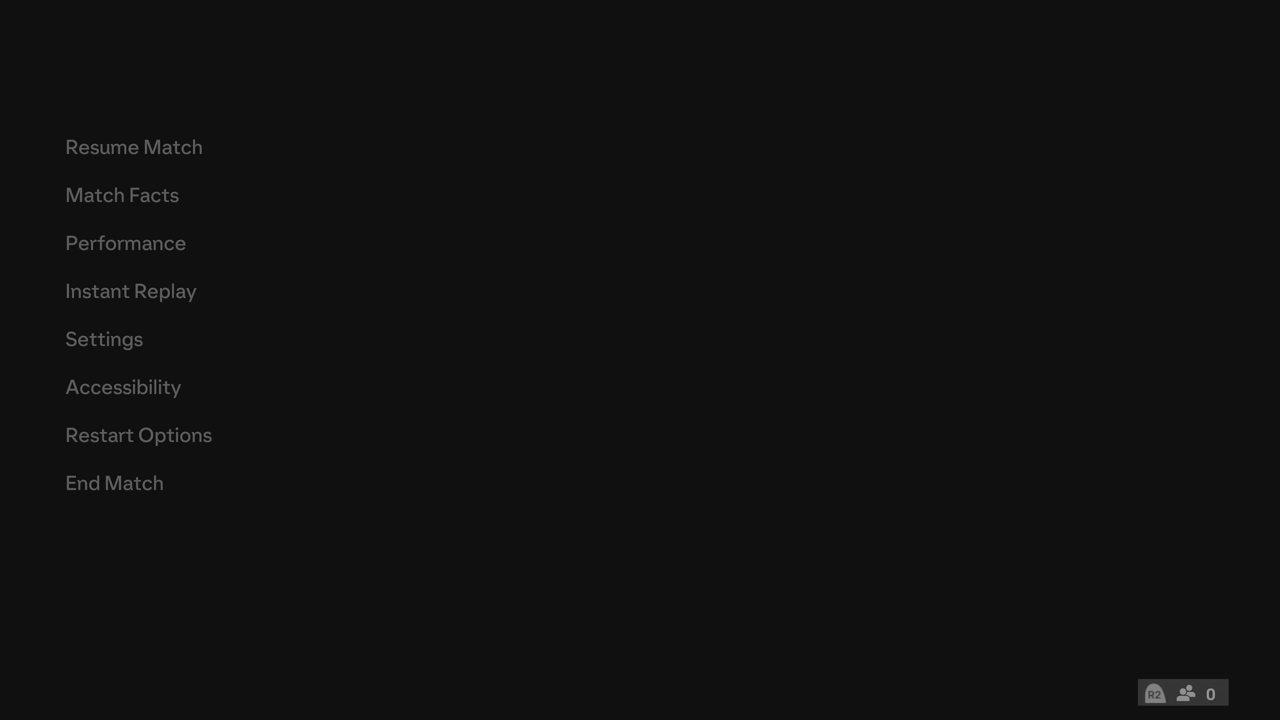 Resume Match
Match Facts
Performance
Instant Replay
Settings
Accessibility
Restart Options
End Match
R2 0